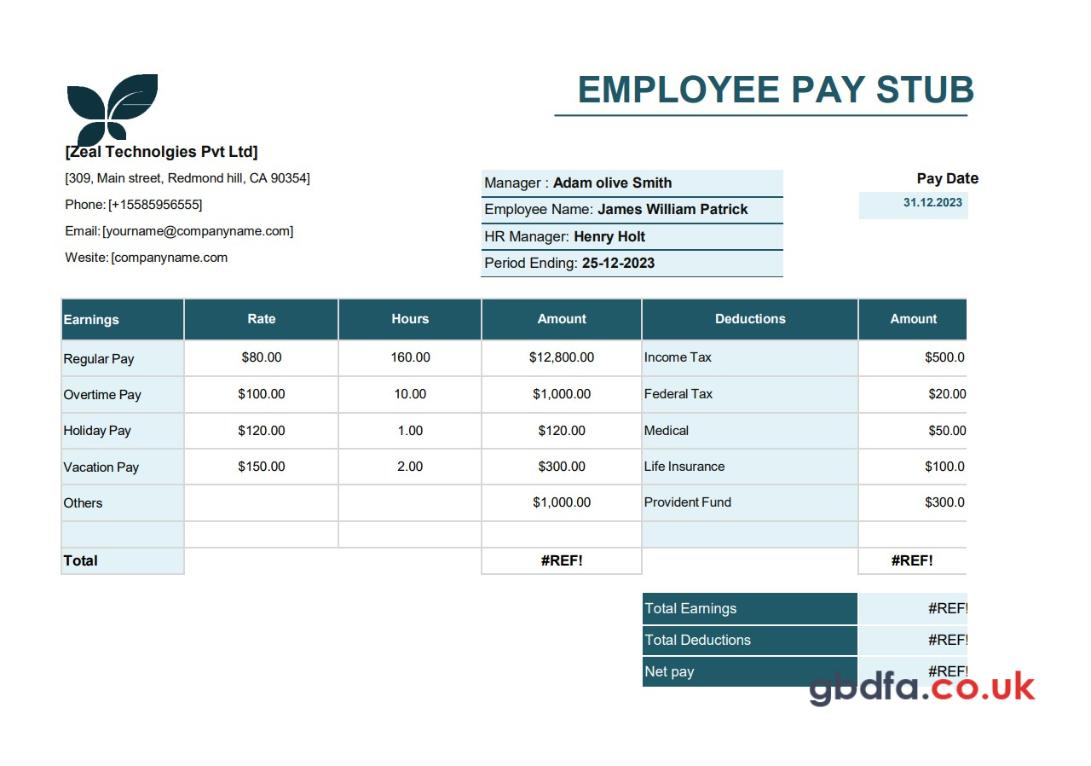 EMPLOYEE PAY STUB
[Zeal Technolgies Pvt Ltd]
[309, Main street, Redmond hill, CA 90354]
Phone: [+15585956555]
Email: [yourname@companyname.com]
Wesite: [companyname.com
Manager : Adam olive Smith
Employee Name: James William Patrick
HR Manager: Henry Holt
Period Ending: 25-12-2023
Pay Date
31.12.2023
Earnings Rate Hours Amount Deductions Amount
Regular Pay $80.00 160.00 $12,800.00 Income Tax $500.0
Overtime Pay $100.00 10.00 $1,000.00 Federal Tax $20.00
Holiday Pay $120.00 1.00 $120.00 Medical $50.00
Vacation Pay $150.00 2.00 $300.00 Life Insurance $100.0
Others $1,000.00 Provident Fund $300.0
Total #REF! #REF!
Total Earnings #REF!
Total Deductions #REF!
Net pay #REF!
gbdfa.co.uk